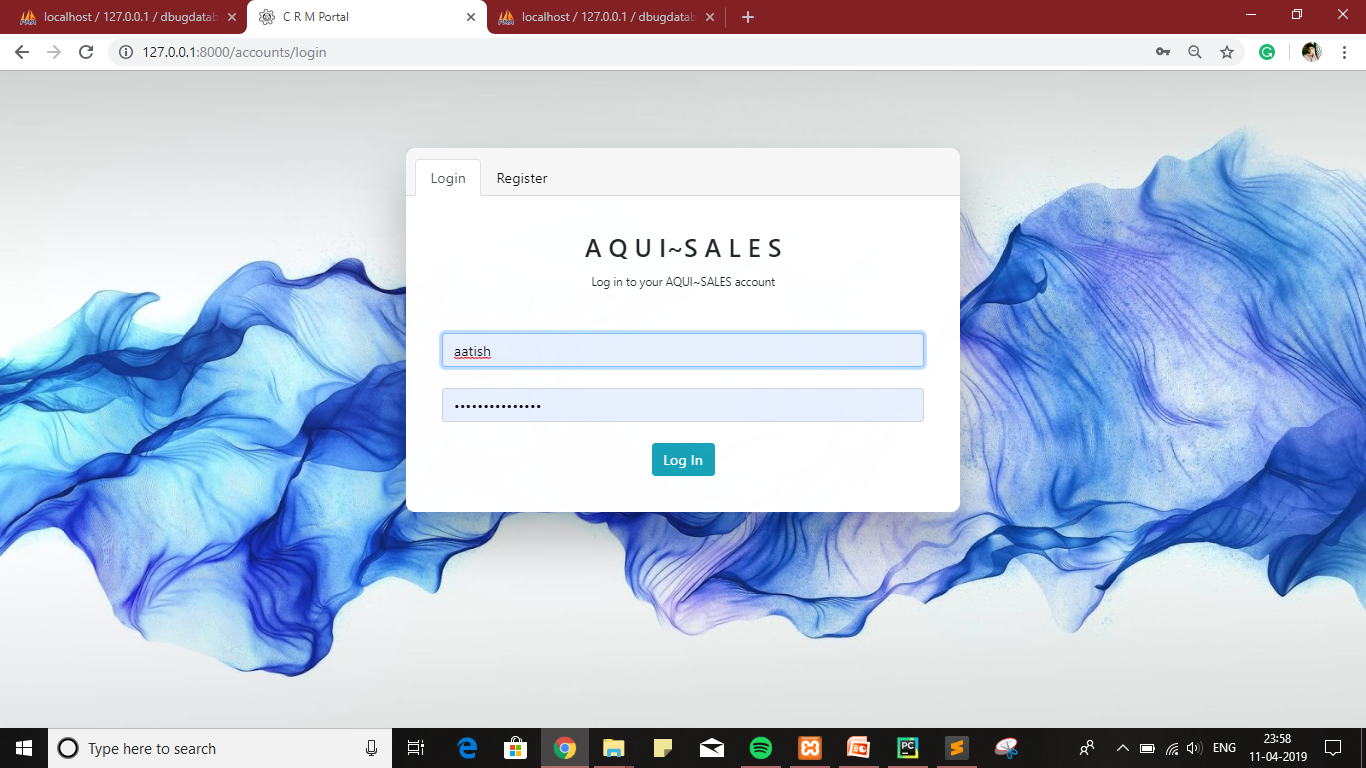 localhost / 127.0.0.1 / dbugdatab
C R M Portal
localhost / 127.0.0.1 / dbugdatab
127.0.0.1:8000/accounts/login
Login
Register
A Q U I~S A L E S
Log in to your AQUI~SALES account
aatish
•••••••••••••••
Log In
Type here to search
ENG
23:58
11-04-2019